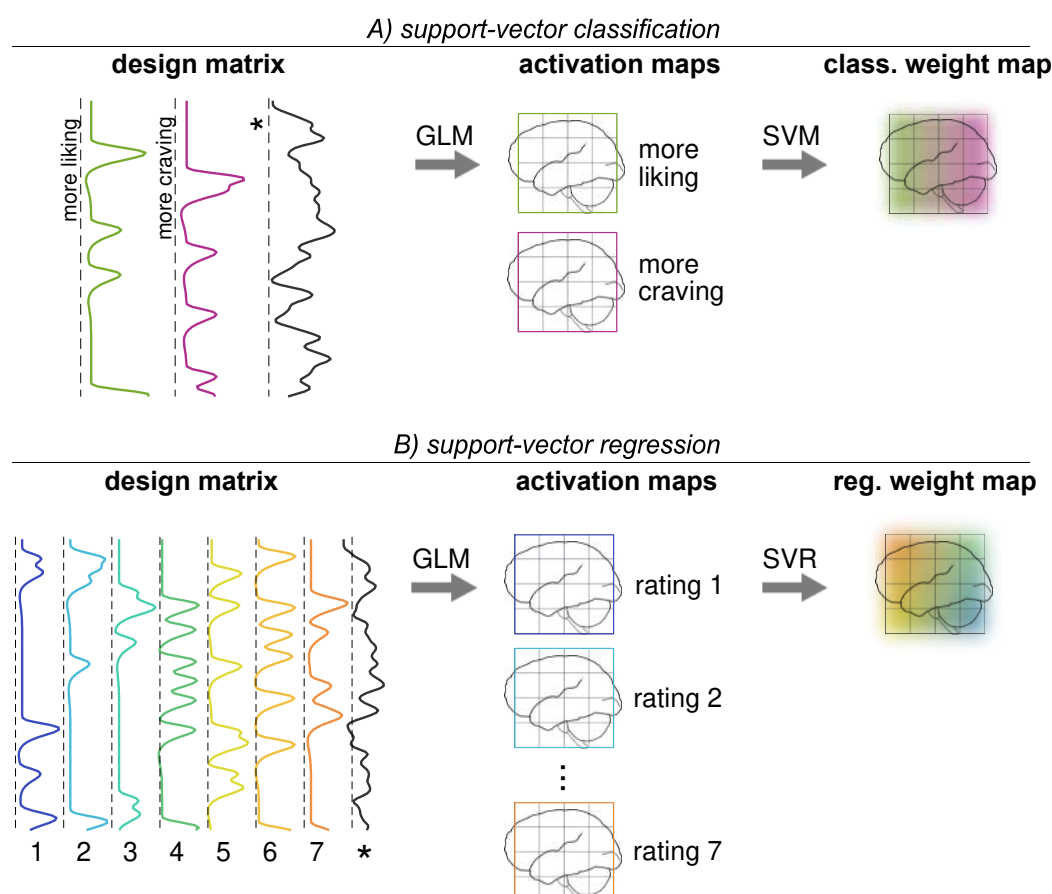 A) support-vector classification
design matrix
activation maps
class. weight map
more liking
more craving
*
GLM
more
liking
more
craving
SVM
B) support-vector regression
design matrix
activation maps
reg. weight map
GLM
rating 1
rating 2
⋮
rating 7
SVR
1 2 3 4 5 6 7 *